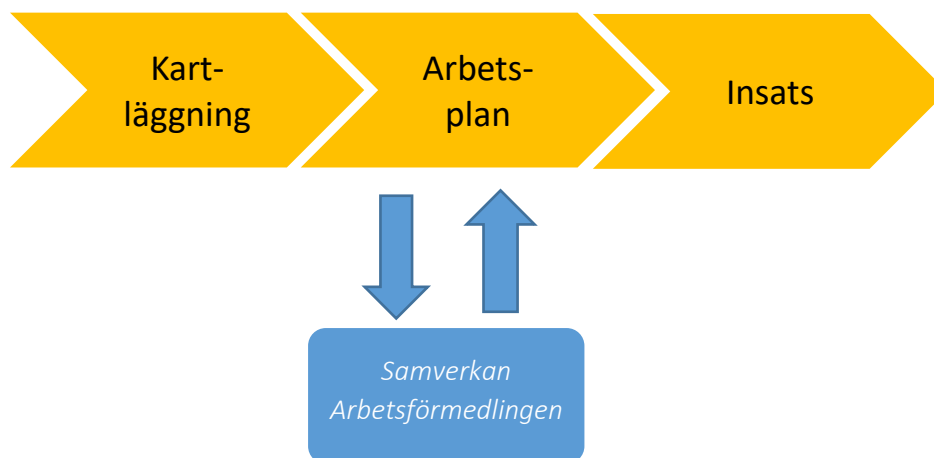 Kart-
läggning
Arbets-
plan
Insats
Samverkan
Arbetsförmedlingen